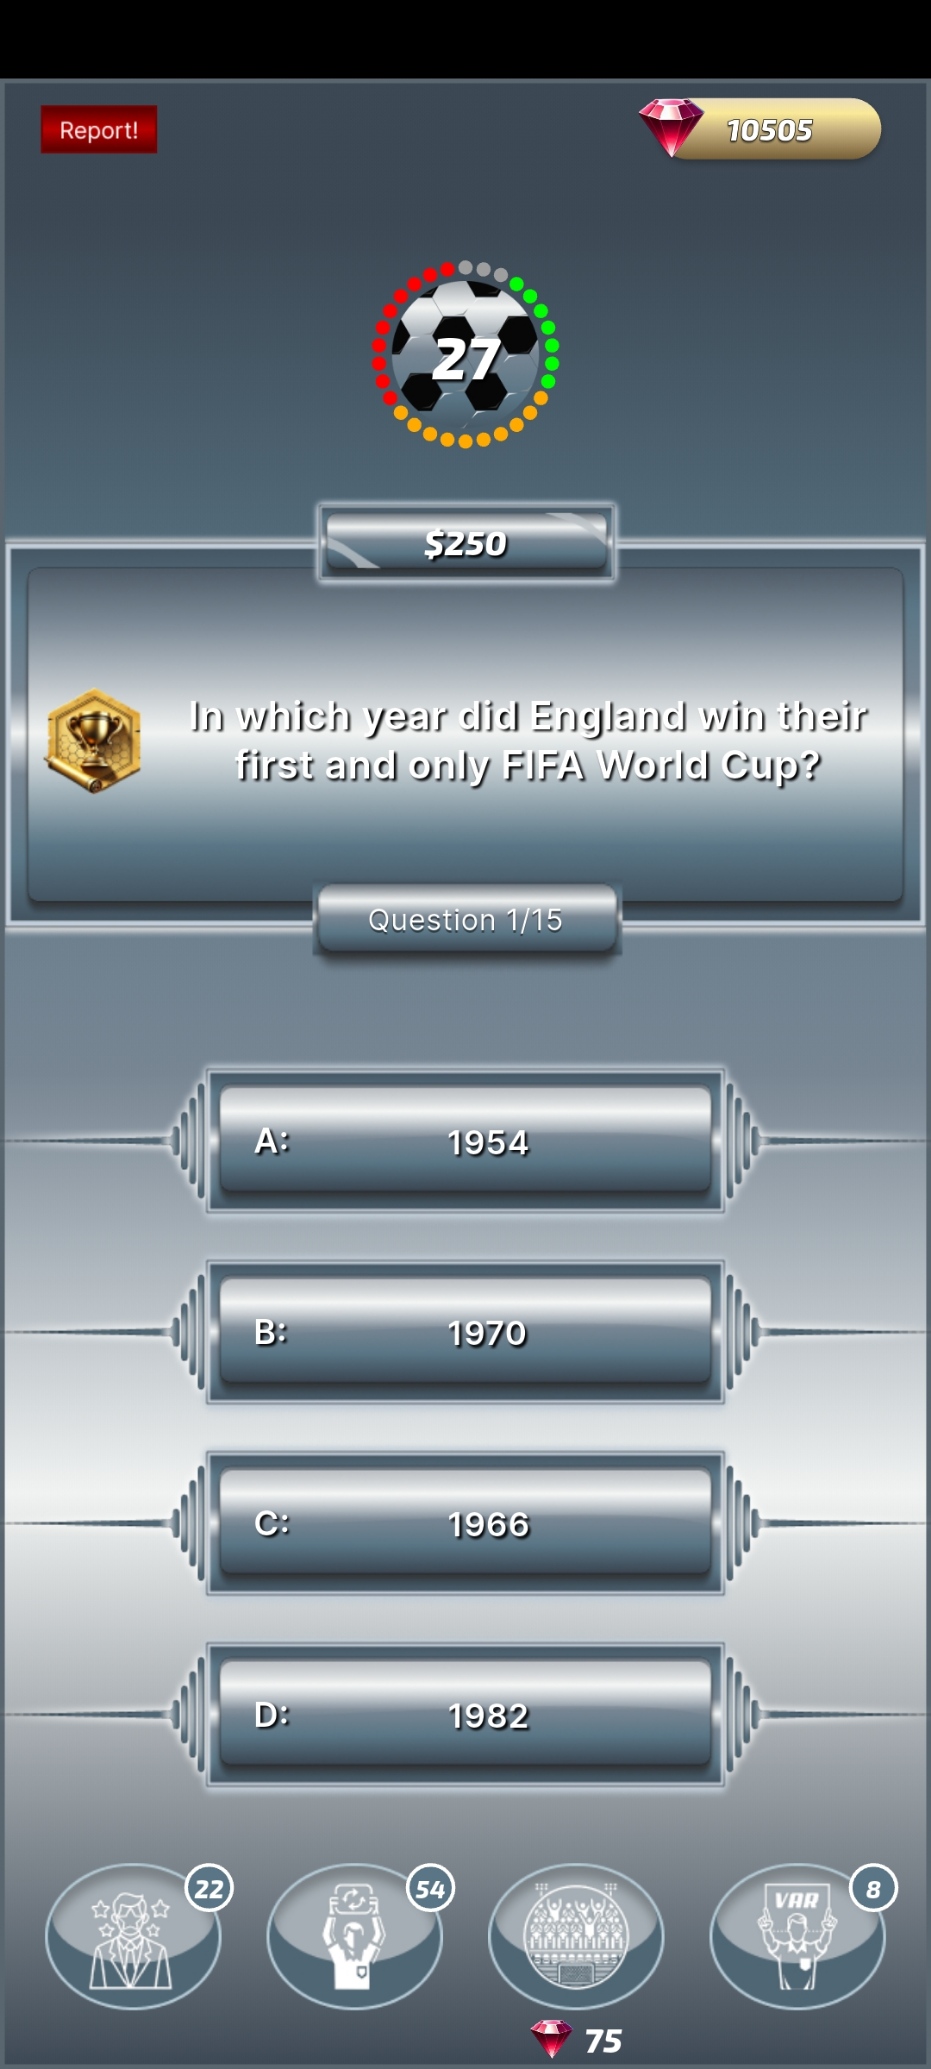 Report!
10505
27
$250
In which year did England win their
first and only FIFA World Cup?
Question 1/15
A: 1954
B: 1970
C: 1966
D: 1982
22
54
VAR
8
75